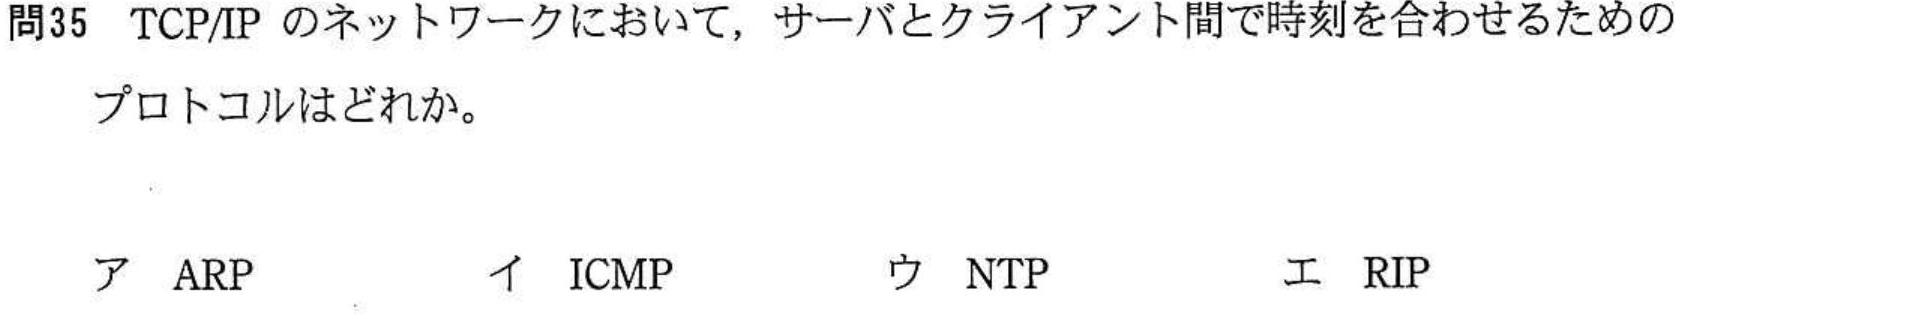 問35 TCP/IP のネットワークにおいて，サーバとクライアント間で時刻を合わせるための
プロトコルはどれか。
ア ARP イ ICMP ウ NTP エ RIP